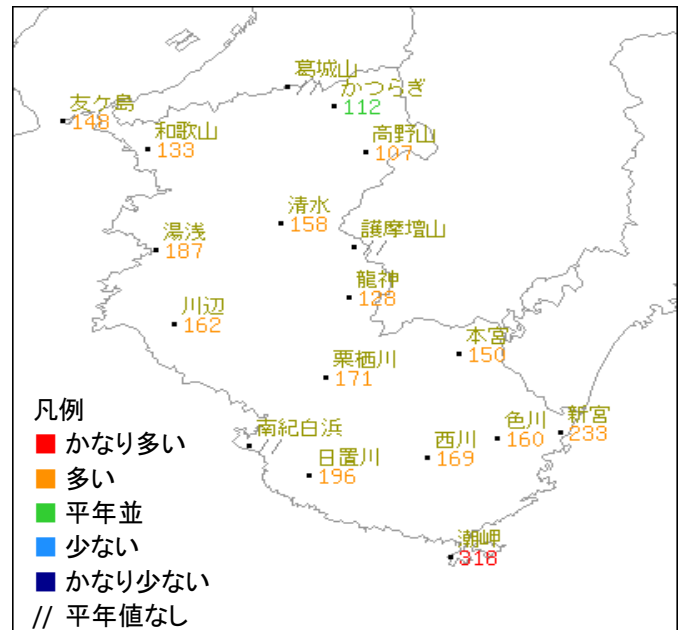 葛城山
//
かつらぎ
112
友ケ島
148
和歌山
133
高野山
107
清水
158
護摩壇山
//
湯浅
187
龍神
128
川辺
162
本宮
150
栗栖川
171
南紀白浜
//
日置川
196
西川
169
色川
160
新宮
233
潮岬
318
凡例
かなり多い
多い
平年並
少ない
かなり少ない
// 平年値なし